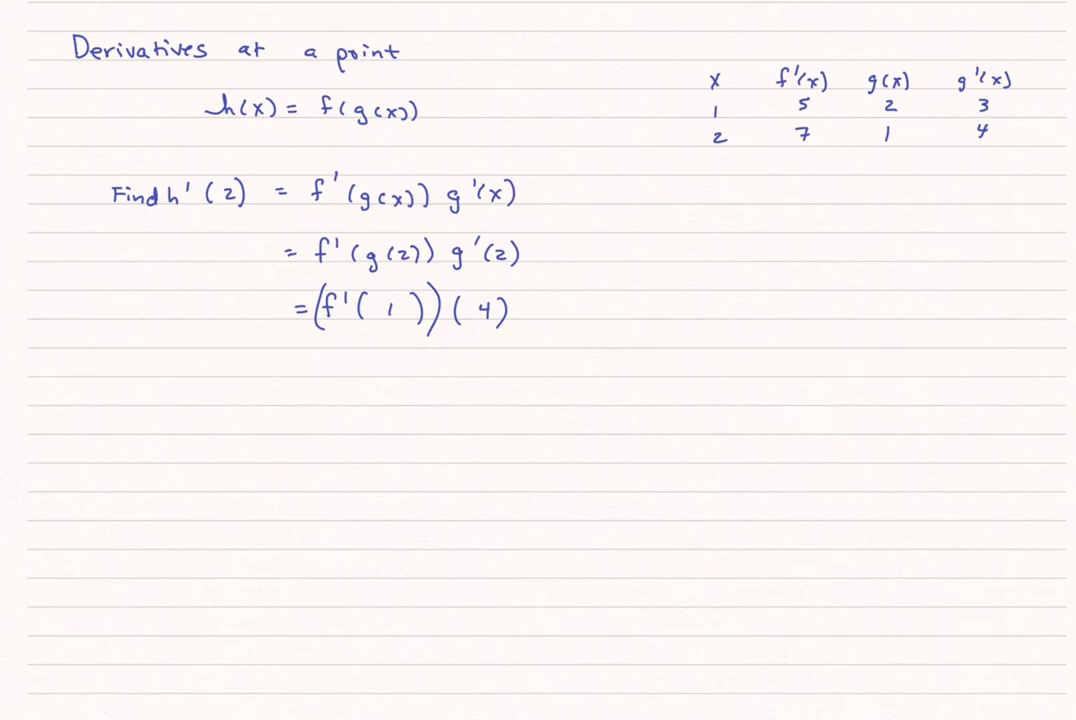 Derivatives at a point
h(x) = f(g(x))
x f'(x) g(x) g'(x)
1 5 2 3
2 7 1 4
Find h'(2) = f'(g(x)) g'(x)
= f'(g(2)) g'(2)
= (f'( 1 )) ( 4 )